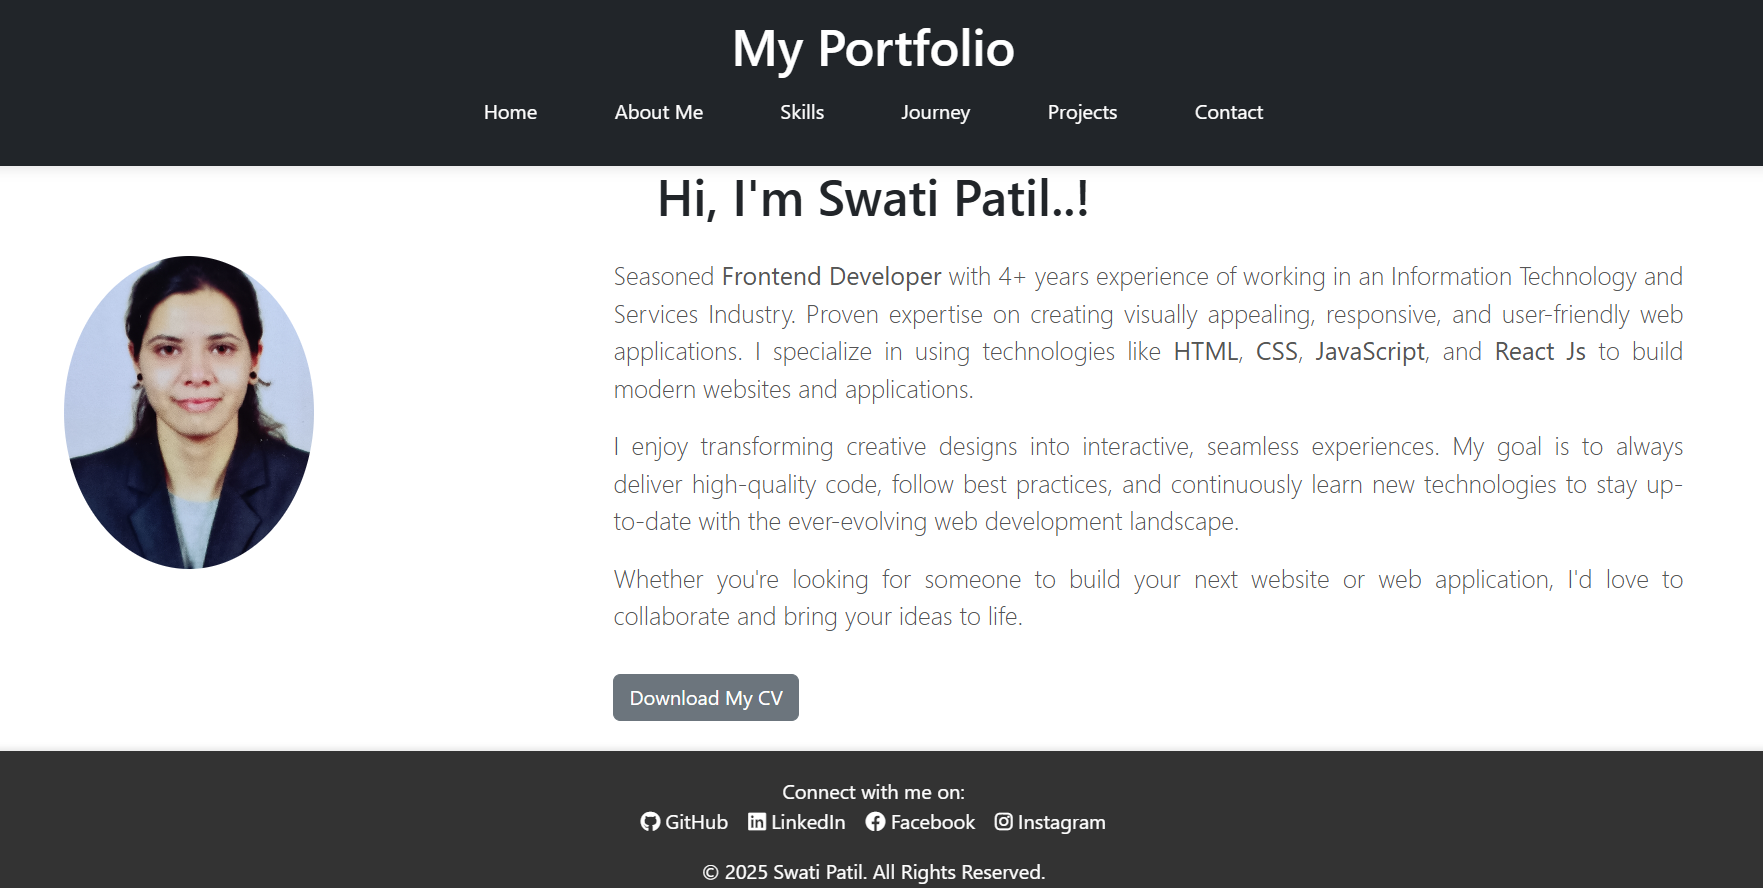 My Portfolio
Home About Me Skills Journey Projects Contact
Hi, I'm Swati Patil..!
Seasoned Frontend Developer with 4+ years experience of working in an Information Technology and
Services Industry. Proven expertise on creating visually appealing, responsive, and user-friendly web
applications. I specialize in using technologies like HTML, CSS, JavaScript, and React Js to build
modern websites and applications.
I enjoy transforming creative designs into interactive, seamless experiences. My goal is to always
deliver high-quality code, follow best practices, and continuously learn new technologies to stay up-
to-date with the ever-evolving web development landscape.
Whether you're looking for someone to build your next website or web application, I'd love to
collaborate and bring your ideas to life.
Download My CV
Connect with me on:
GitHub LinkedIn Facebook Instagram
© 2025 Swati Patil. All Rights Reserved.